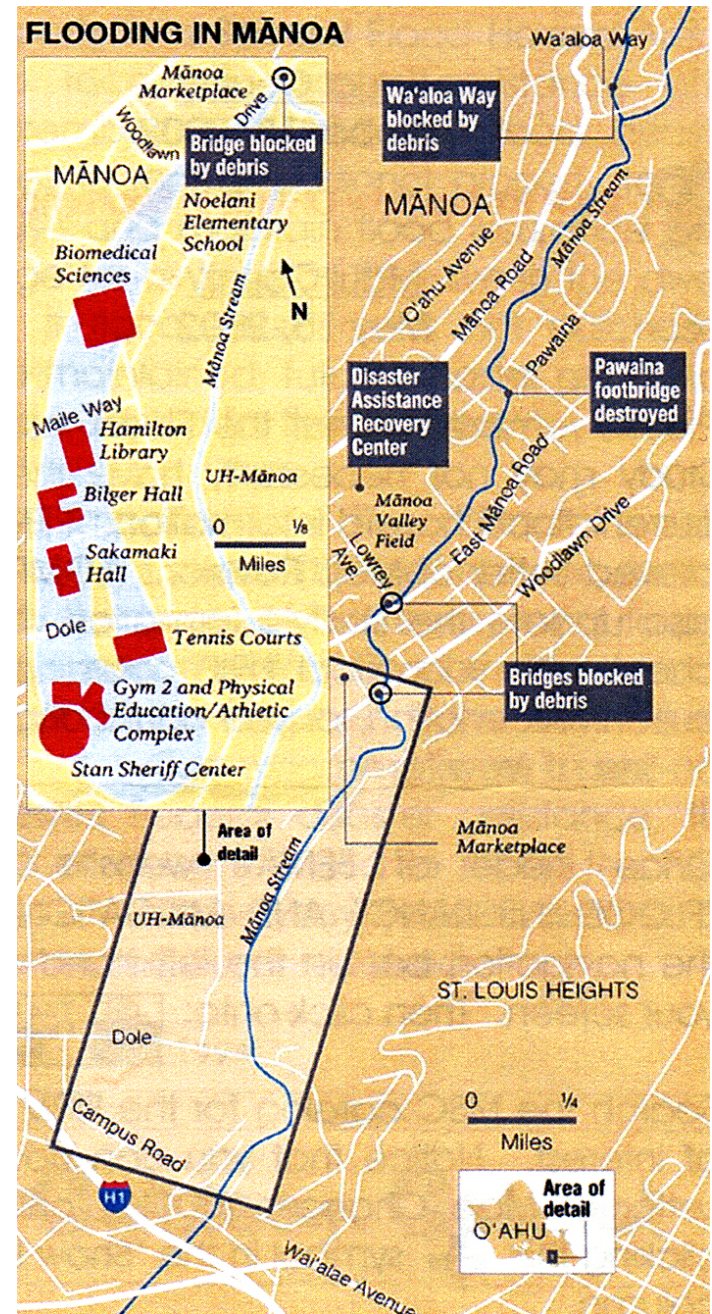 FLOODING IN MĀNOA
Mānoa
Marketplace
Woodlawn Drive
Bridge blocked
by debris
MĀNOA
Noelani
Elementary
School
Biomedical
Sciences
N
Mānoa Stream
Maile Way
Hamilton
Library
UH-Mānoa
Bilger Hall
0 1/8
Miles
Sakamaki
Hall
Dole
Tennis Courts
Gym 2 and Physical
Education/Athletic
Complex
Stan Sheriff Center
Wa'aloa Way
Wa'aloa Way
blocked by
debris
MĀNOA
Mānoa Stream
O'ahu Avenue
Mānoa Road
Pawaina
Disaster
Assistance
Recovery
Center
Pawaina
footbridge
destroyed
Mānoa
Valley
Field
East Mānoa Road
Lowrey
Ave.
Woodlawn Drive
Bridges blocked
by debris
Mānoa
Marketplace
Area of
detail
Mānoa Stream
UH-Mānoa
ST. LOUIS HEIGHTS
Dole
Campus Road
H1
0 1/4
Miles
Area of
detail
O'AHU
Wai'alae Avenue